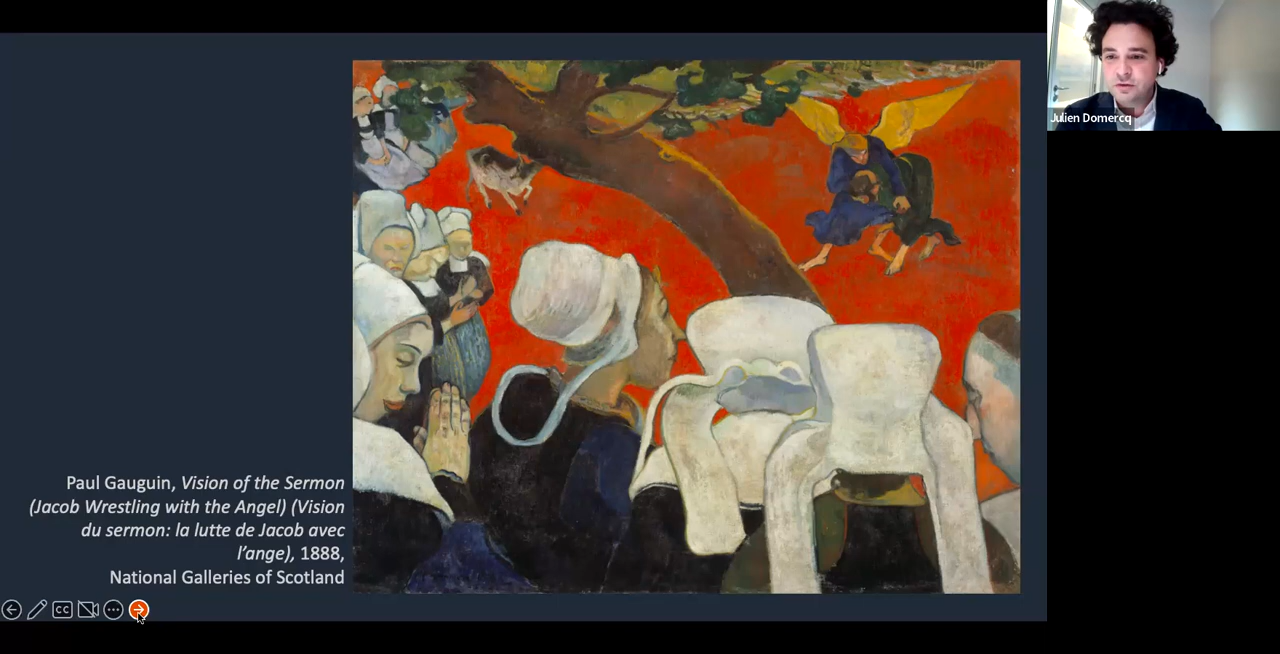 Julien Domercq
Paul Gauguin, Vision of the Sermon
(Jacob Wrestling with the Angel) (Vision
du sermon: la lutte de Jacob avec
l’ange), 1888,
National Galleries of Scotland
CC